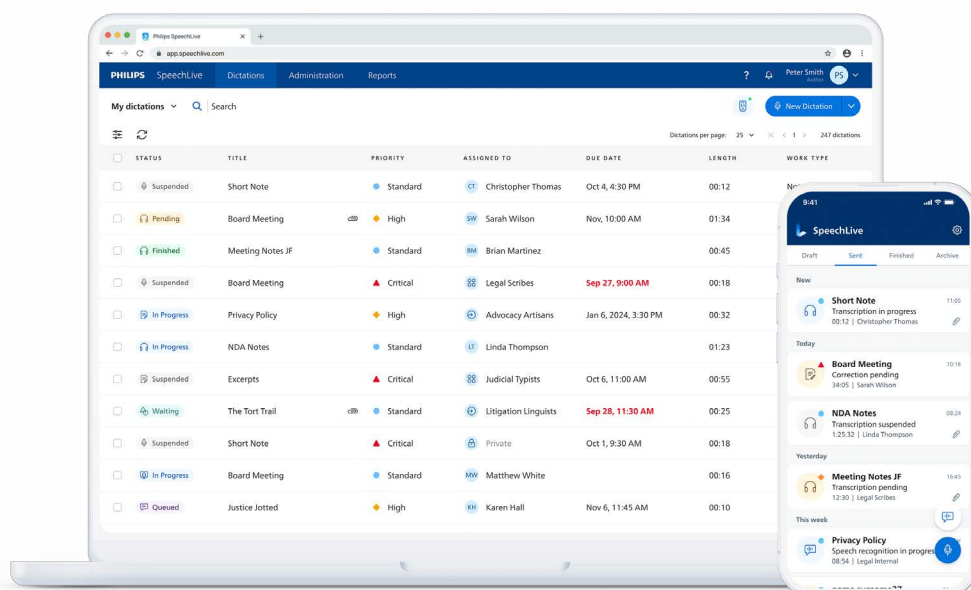 Philips SpeechLive
app.speechlive.com
PHILIPS SpeechLive Dictations Administration Reports ? Peter Smith Author PS
My dictations Search New Dictation
Dictations per page: 25 1 247 dictations
STATUS TITLE PRIORITY ASSIGNED TO DUE DATE LENGTH WORK TYPE
Suspended Short Note Standard CT Christopher Thomas Oct 4, 4:30 PM 00:12
Pending Board Meeting High SW Sarah Wilson Nov, 10:00 AM 01:34
Finished Meeting Notes JF Standard BM Brian Martinez 00:45
Suspended Board Meeting Critical Legal Scribes Sep 27, 9:00 AM 00:18
In Progress Privacy Policy High Advocacy Artisans Jan 6, 2024, 3:30 PM 00:32
In Progress NDA Notes Standard LT Linda Thompson 01:23
Suspended Excerpts Critical Judicial Typists Oct 6, 11:00 AM 00:55
Waiting The Tort Trail Standard Litigation Linguists Sep 28, 11:30 AM 00:25
Suspended Short Note Critical Private Oct 1, 9:30 AM 00:18
In Progress Board Meeting Standard MW Matthew White 00:16
Queued Justice Jotted High KH Karen Hall Nov 6, 11:45 AM 00:10
9:41
SpeechLive
Draft Sent Finished Archive
New
Short Note 11:05
Transcription in progress
00:12 | Christopher Thomas
Today
Board Meeting 10:18
Correction pending
34:05 | Sarah Wilson
NDA Notes 08:24
Transcription suspended
1:25:32 | Linda Thompson
Yesterday
Meeting Notes JF 16:45
Transcription pending
12:30 | Legal Scribes
This week
Privacy Policy
Speech recognition in progres
08:54 | Legal Internal